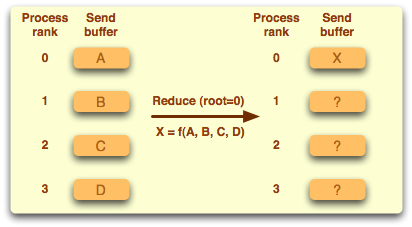 Process rank Send buffer Process rank Send buffer
0 A 0 X
1 B Reduce (root=0) 1 ?
X = f(A, B, C, D)
2 C 2 ?
3 D 3 ?